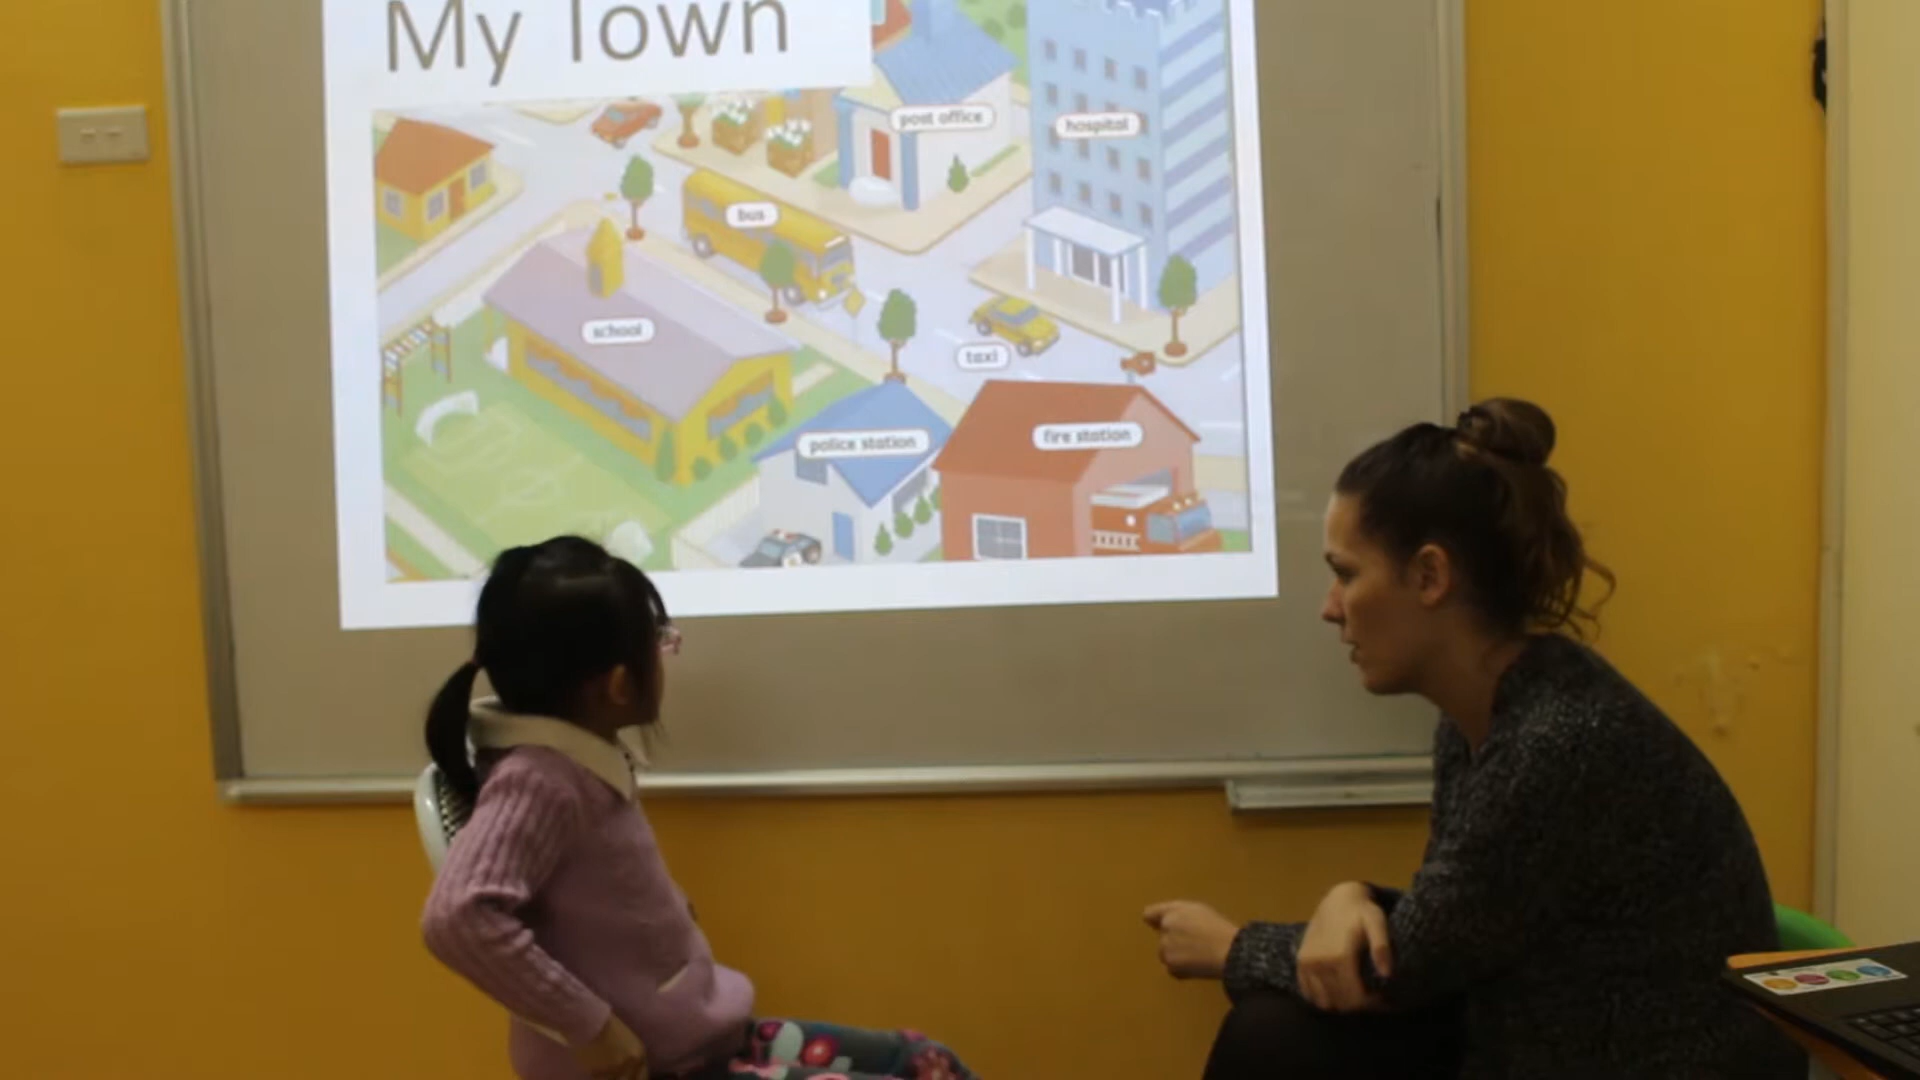 My Town
post office
hospital
bus
school
taxi
police station
fire station